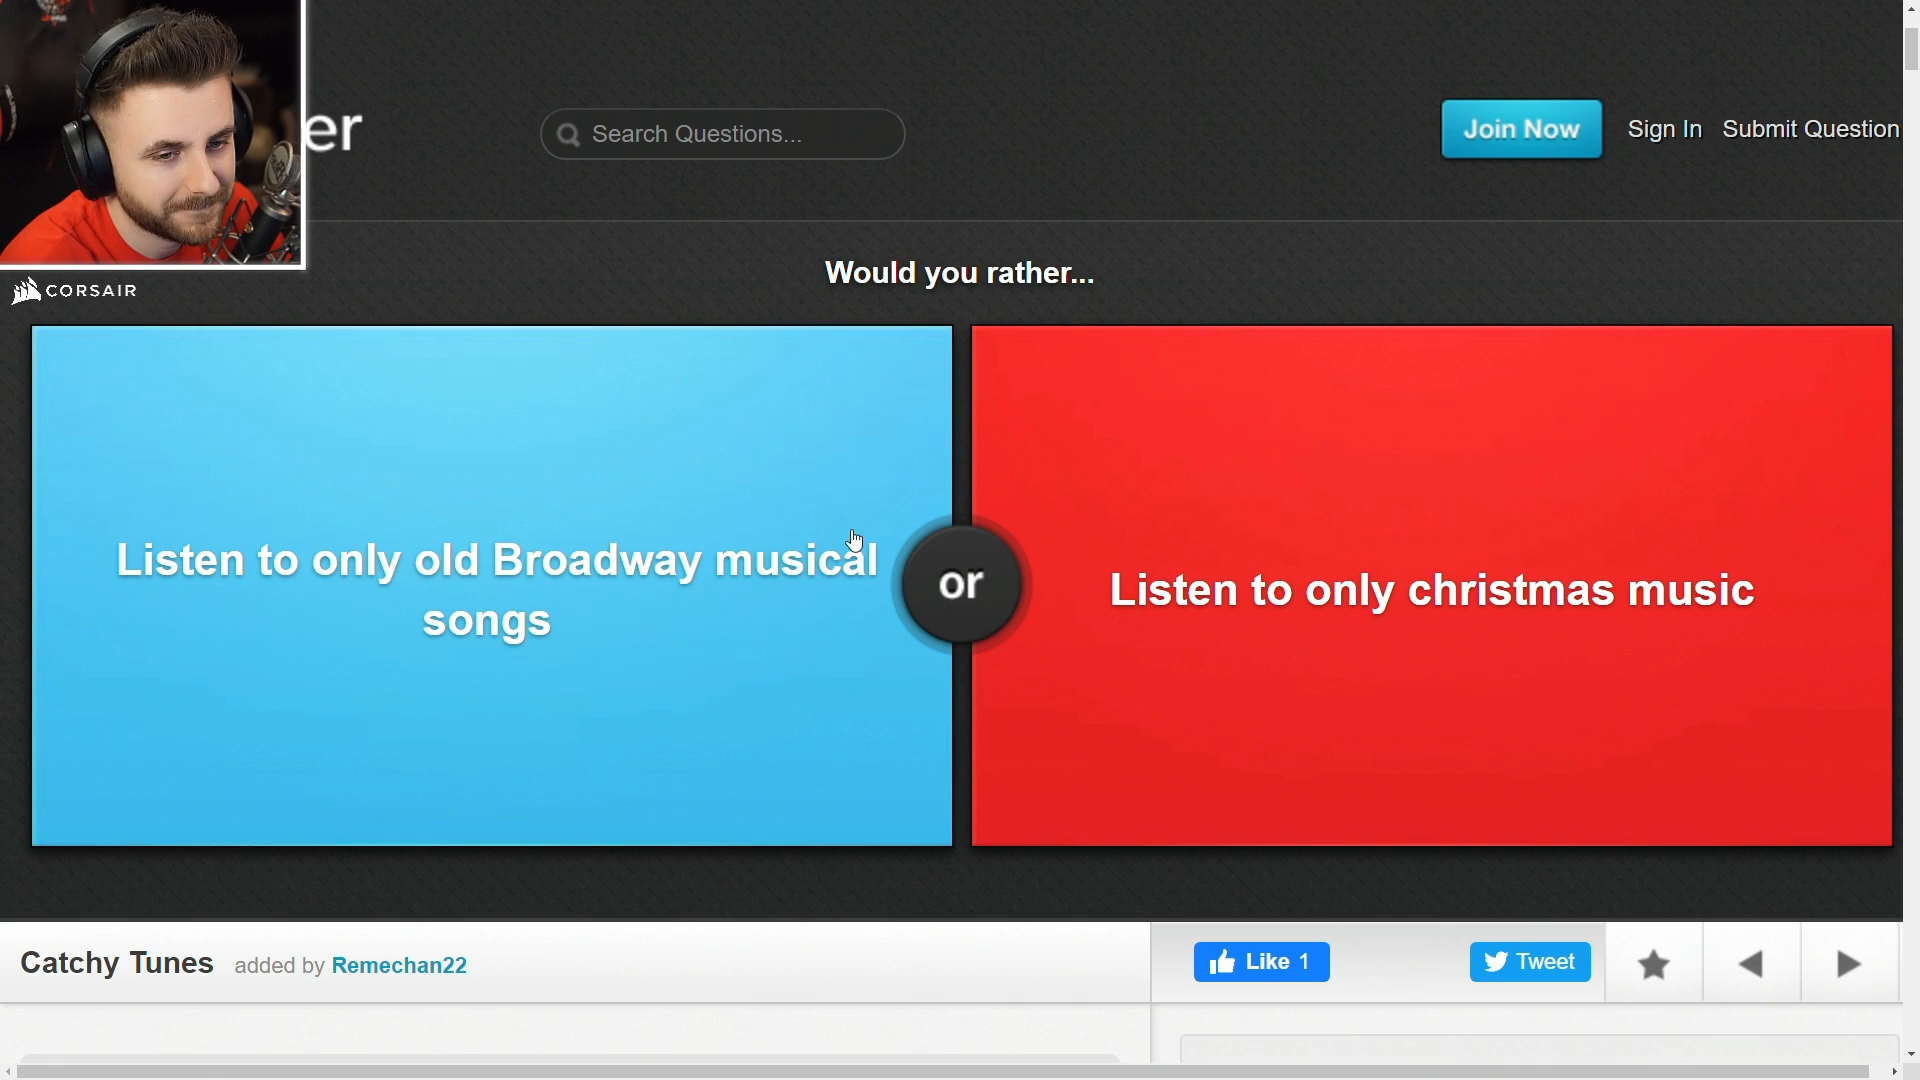 er
Search Questions...
Join Now
Sign In
Submit Question
CORSAIR
Would you rather...
Listen to only old Broadway musical
songs
or
Listen to only christmas music
Catchy Tunes
added by Remechan22
Like 1
Tweet